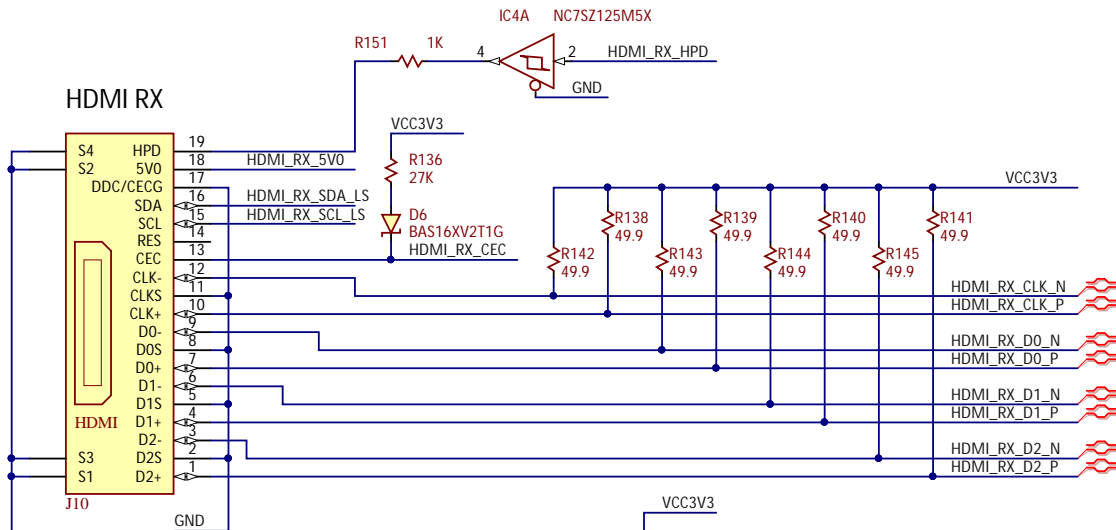 IC4A NC7SZ125M5X
R151 1K 4 2 HDMI_RX_HPD
GND
HDMI RX
VCC3V3
S4 HPD 19
S2 5V0 18 HDMI_RX_5V0
DDC/CECG 17
SDA 16 HDMI_RX_SDA_LS
SCL 15 HDMI_RX_SCL_LS
RES 14
CEC 13 HDMI_RX_CEC
R136
27K
D6
BAS16XV2T1G
VCC3V3
R138
49.9
R139
49.9
R140
49.9
R141
49.9
R142
49.9
R143
49.9
R144
49.9
R145
49.9
CLK- 12 HDMI_RX_CLK_N
CLKS 11
CLK+ 10 HDMI_RX_CLK_P
D0- 9 HDMI_RX_D0_N
D0S 8
D0+ 7 HDMI_RX_D0_P
D1- 6 HDMI_RX_D1_N
D1S 5
HDMI
D1+ 4 HDMI_RX_D1_P
D2- 3 HDMI_RX_D2_N
S3 D2S 2
S1 D2+ 1 HDMI_RX_D2_P
J10
GND
VCC3V3